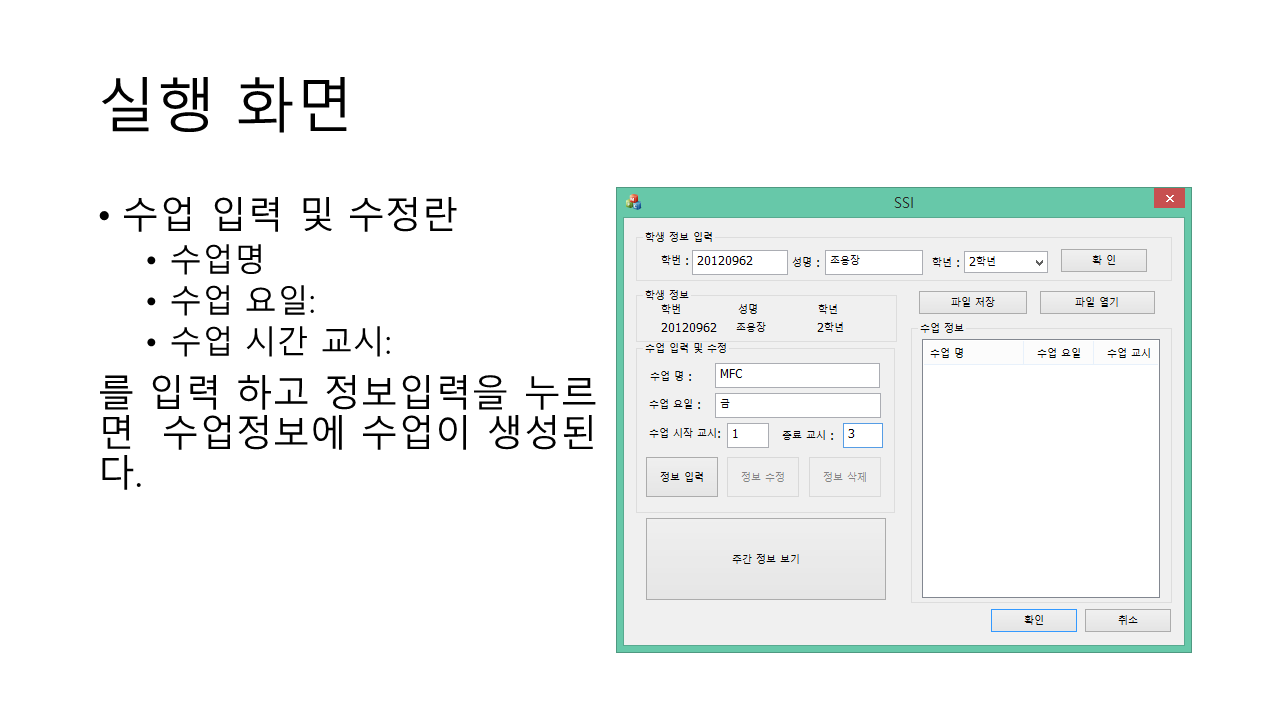 실행 화면
• 수업 입력 및 수정란
• 수업명
• 수업 요일:
• 수업 시간 교시:
를 입력 하고 정보입력을 누르
면 수업정보에 수업이 생성된
다.
SSI
학생 정보 입력
학번 : 20120962 성명 : 조용장 학년 : 2학년 확 인
학생 정보
학번 성명 학년
20120962 조용장 2학년
수업 입력 및 수정
수업 명 : MFC
수업 요일 : 금
수업 시작 교시: 1 종료 교시 : 3
정보 입력 정보 수정 정보 삭제
주간 정보 보기
파일 저장 파일 열기
수업 정보
수업 명 수업 요일 수업 교시
확인 취소